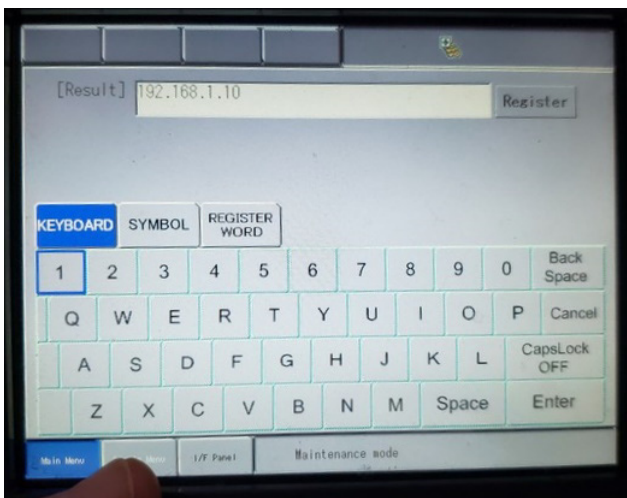 [Result] 192.168.1.10 Register
KEYBOARD SYMBOL REGISTER
WORD
1 2 3 4 5 6 7 8 9 0 Back
Space
Q W E R T Y U I O P Cancel
A S D F G H J K L CapsLock
OFF
Z X C V B N M Space Enter
Main Menu Menu I/F Panel Maintenance mode